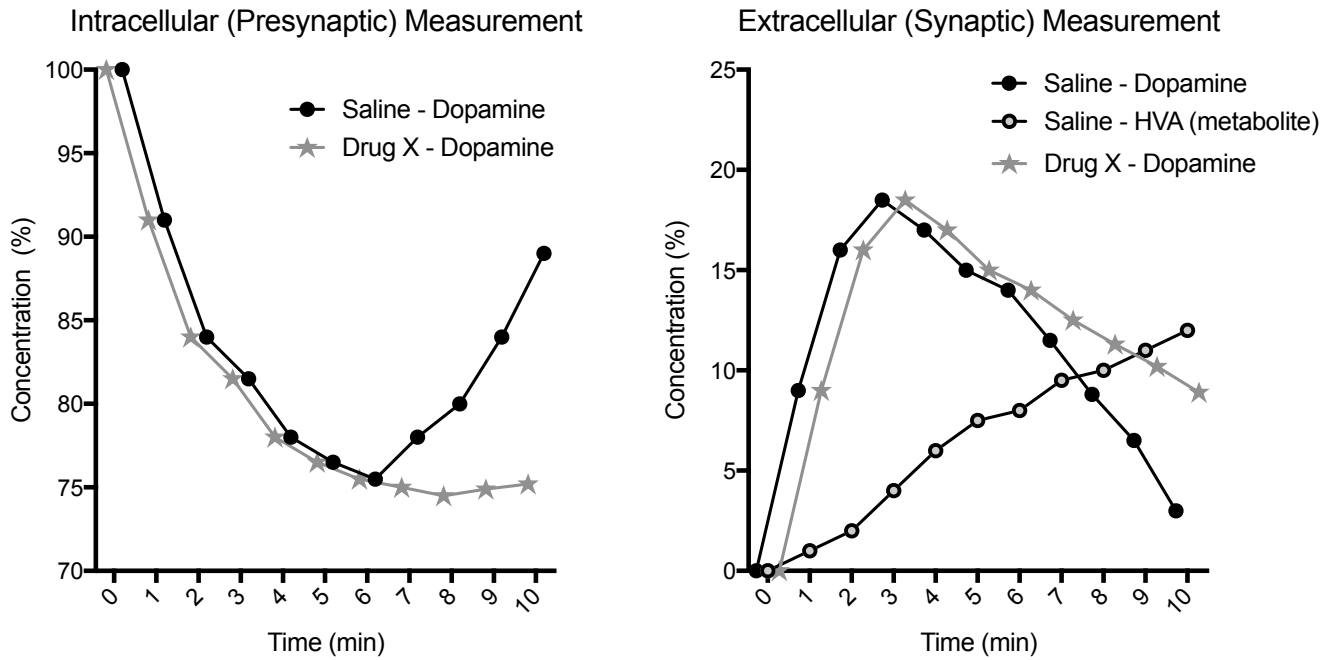 Intracellular (Presynaptic) Measurement
Concentration (%)
100
95
90
85
80
75
70
Saline - Dopamine
Drug X - Dopamine
0 1 2 3 4 5 6 7 8 9 10
Time (min)
Extracellular (Synaptic) Measurement
Concentration (%)
25
20
15
10
5
0
Saline - Dopamine
Saline - HVA (metabolite)
Drug X - Dopamine
0 1 2 3 4 5 6 7 8 9 10
Time (min)